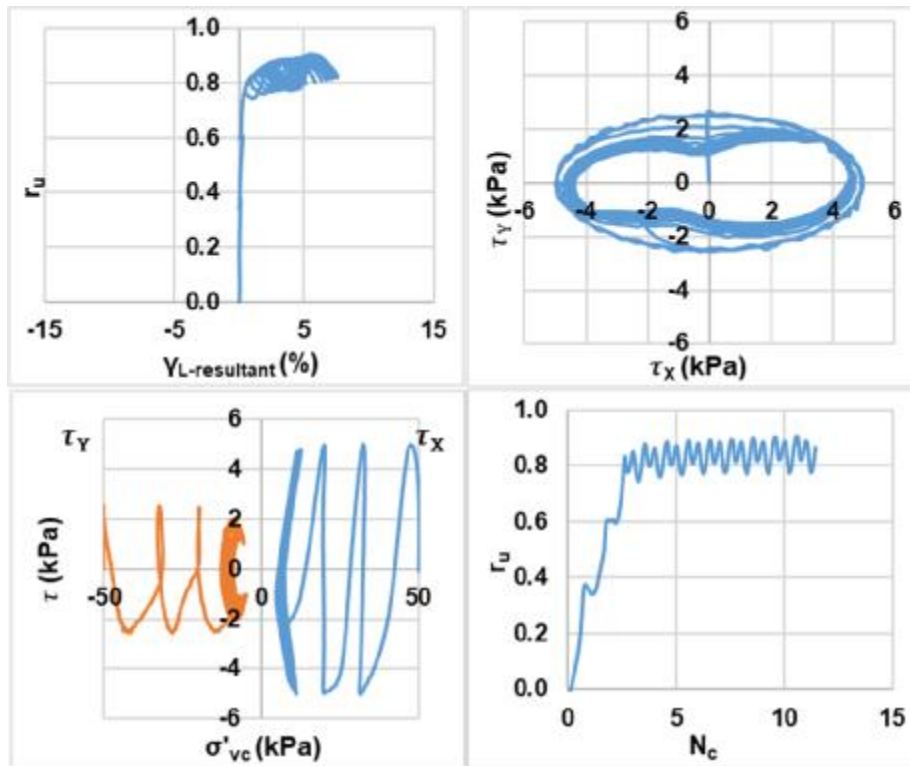 1.0
0.8
0.6
0.4
0.2
0.0
r_u
-15 -5 5 15
γ_L-resultant (%)
6
4
2
0
-6 -4 -2 0 2 4 6
-2
-4
-6
τ_Y (kPa)
τ_X (kPa)
τ_Y τ_X
6
4
2
0
-50 0 50
-2
-4
-6
τ (kPa)
σ'_vc (kPa)
1.0
0.8
0.6
0.4
0.2
0.0
r_u
0 5 10 15
N_c